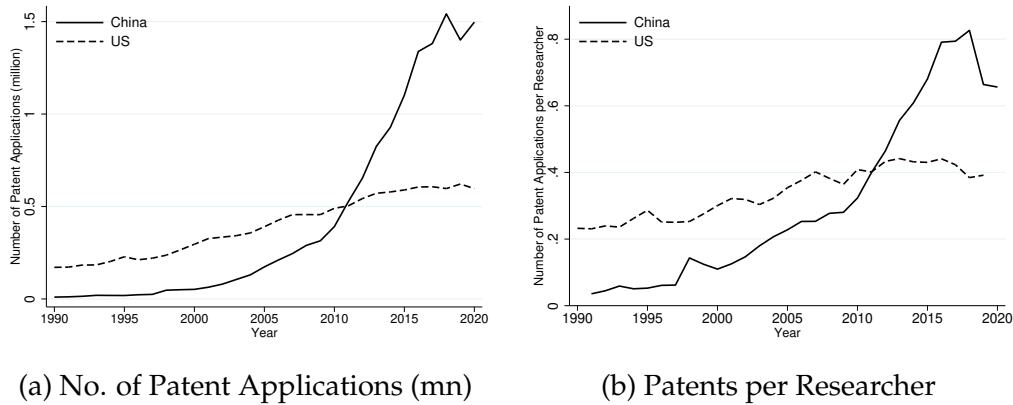 Number of Patent Applications (million)
0
0.5
1
1.5
China
US
1990
1995
2000
2005
2010
2015
2020
Year
(a) No. of Patent Applications (mn)
Number of Patent Applications per Researcher
0
.2
.4
.6
.8
China
US
1990
1995
2000
2005
2010
2015
2020
Year
(b) Patents per Researcher